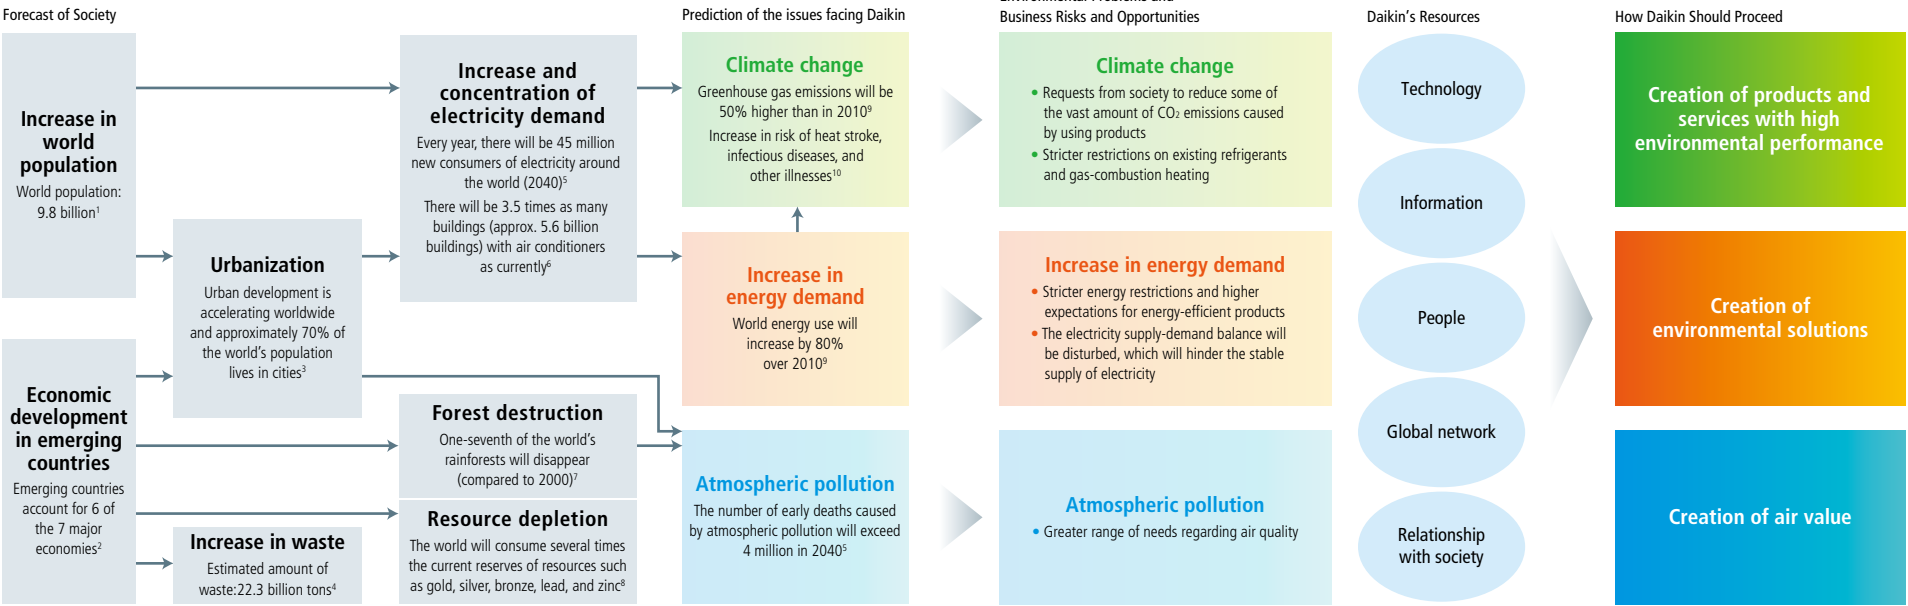 Forecast of Society
Increase in
world
population
World population:
9.8 billion1
Economic
development
in emerging
countries
Emerging countries
account for 6 of
the 7 major
economies2
Urbanization
Urban development is
accelerating worldwide
and approximately 70% of
the world's population
lives in cities3
Increase in waste
Estimated amount of
waste:22.3 billion tons4
Increase and
concentration of
electricity demand
Every year, there will be 45 million
new consumers of electricity around
the world (2040)5
There will be 3.5 times as many
buildings (approx. 5.6 billion
buildings) with air conditioners
as currently6
Forest destruction
One-seventh of the world's
rainforests will disappear
(compared to 2000)7
Resource depletion
The world will consume several times
the current reserves of resources such
as gold, silver, bronze, lead, and zinc8
Prediction of the issues facing Daikin
Climate change
Greenhouse gas emissions will be
50% higher than in 20109
Increase in risk of heat stroke,
infectious diseases, and
other illnesses10
Increase in
energy demand
World energy use will
increase by 80%
over 20109
Atmospheric pollution
The number of early deaths caused
by atmospheric pollution will exceed
4 million in 20405
Environmental Problems and
Business Risks and Opportunities
Climate change
• Requests from society to reduce some of
the vast amount of CO2 emissions caused
by using products
• Stricter restrictions on existing refrigerants
and gas-combustion heating
Increase in energy demand
• Stricter energy restrictions and higher
expectations for energy-efficient products
• The electricity supply-demand balance will
be disturbed, which will hinder the stable
supply of electricity
Atmospheric pollution
• Greater range of needs regarding air quality
Daikin's Resources
Technology
Information
People
Global network
Relationship
with society
How Daikin Should Proceed
Creation of products and
services with high
environmental performance
Creation of
environmental solutions
Creation of air value